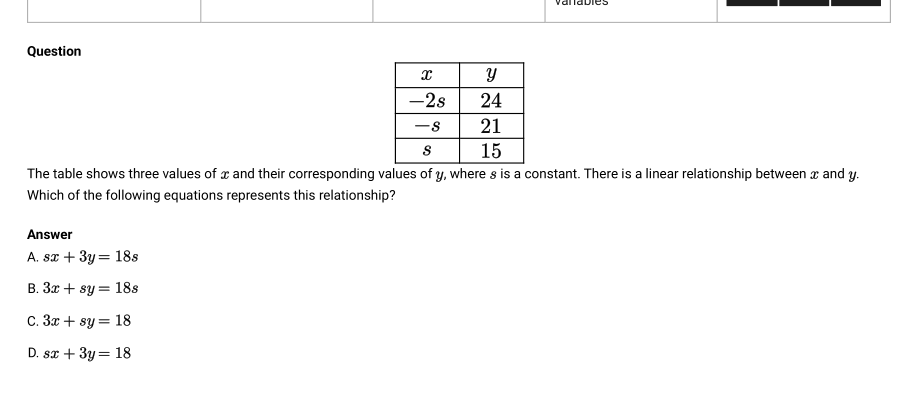 variables
Question
x y
−2s 24
−s 21
s 15
The table shows three values of x and their corresponding values of y, where s is a constant. There is a linear relationship between x and y.
Which of the following equations represents this relationship?
Answer
A. sx + 3y = 18s
B. 3x + sy = 18s
C. 3x + sy = 18
D. sx + 3y = 18